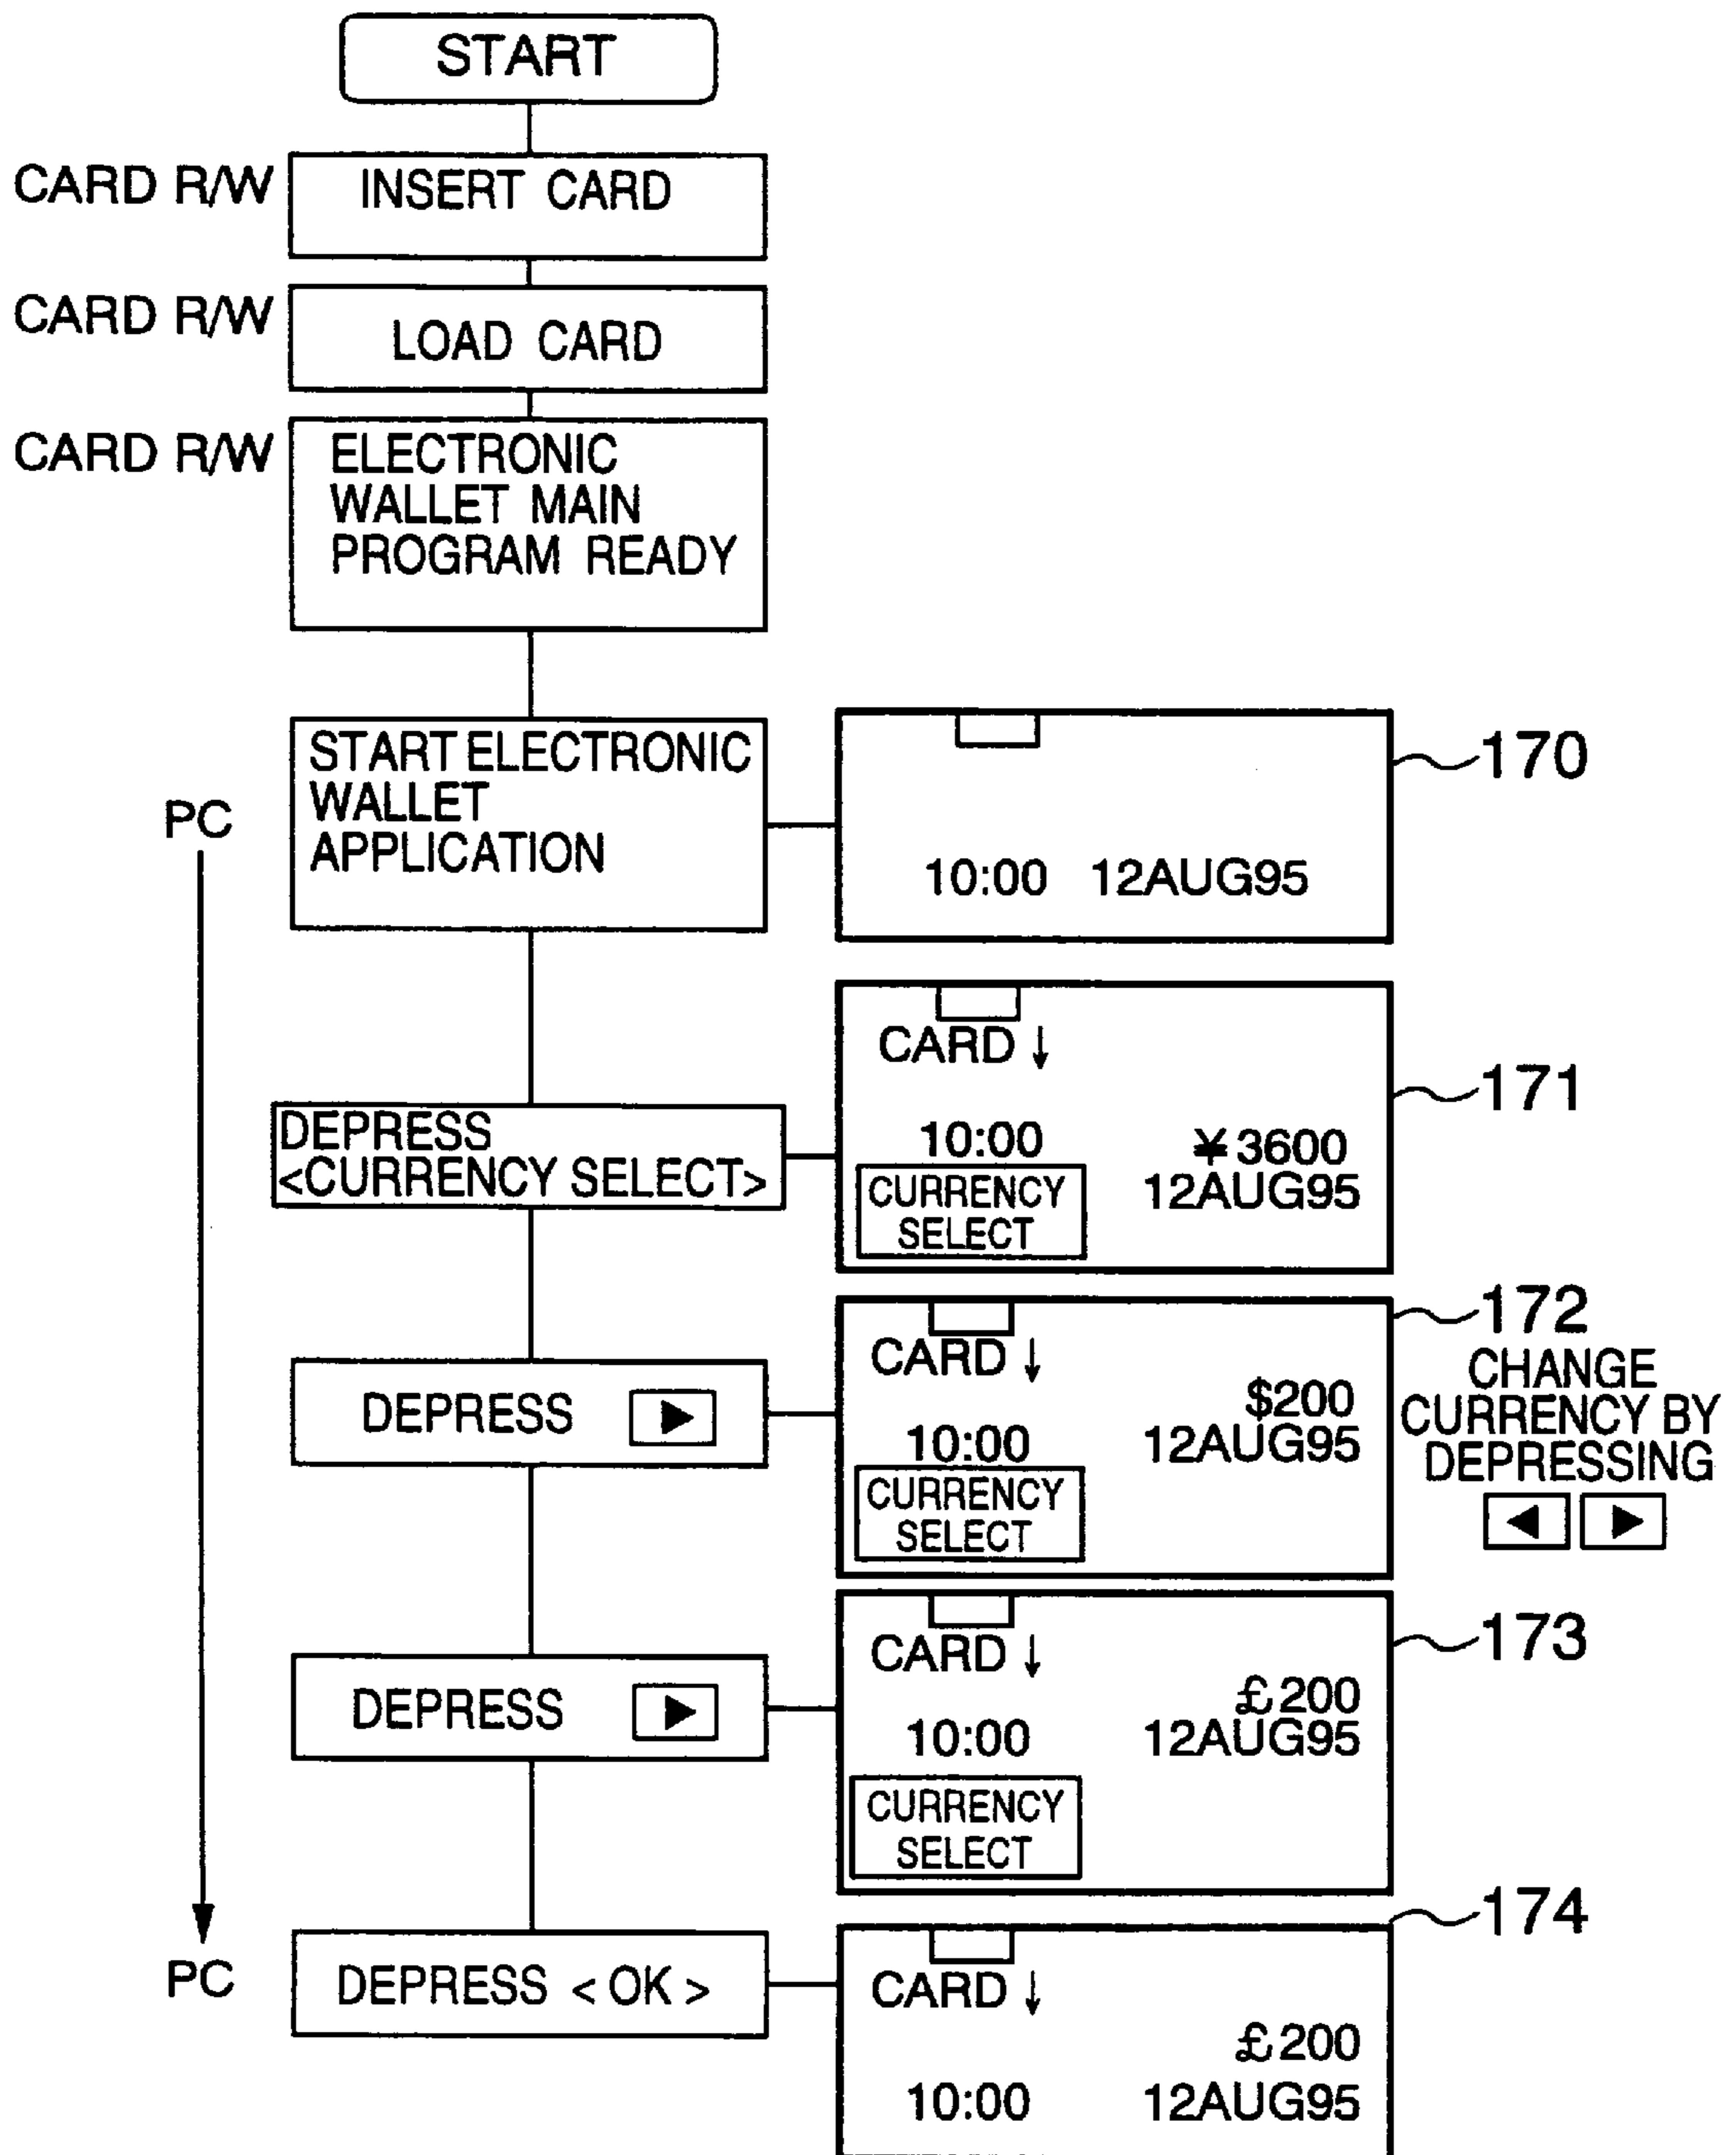 START
CARD R/W
INSERT CARD
CARD R/W
LOAD CARD
CARD R/W
ELECTRONIC
WALLET MAIN
PROGRAM READY
PC
START ELECTRONIC
WALLET
APPLICATION
10:00 12AUG95
170
DEPRESS
<CURRENCY SELECT>
CARD ↓
10:00 ¥3600
12AUG95
CURRENCY
SELECT
171
DEPRESS ▶
CARD ↓
$200
10:00 12AUG95
CURRENCY
SELECT
172
CHANGE
CURRENCY BY
DEPRESSING
◀ ▶
DEPRESS ▶
CARD ↓
£200
10:00 12AUG95
CURRENCY
SELECT
173
PC
DEPRESS <OK>
CARD ↓
£200
10:00 12AUG95
174